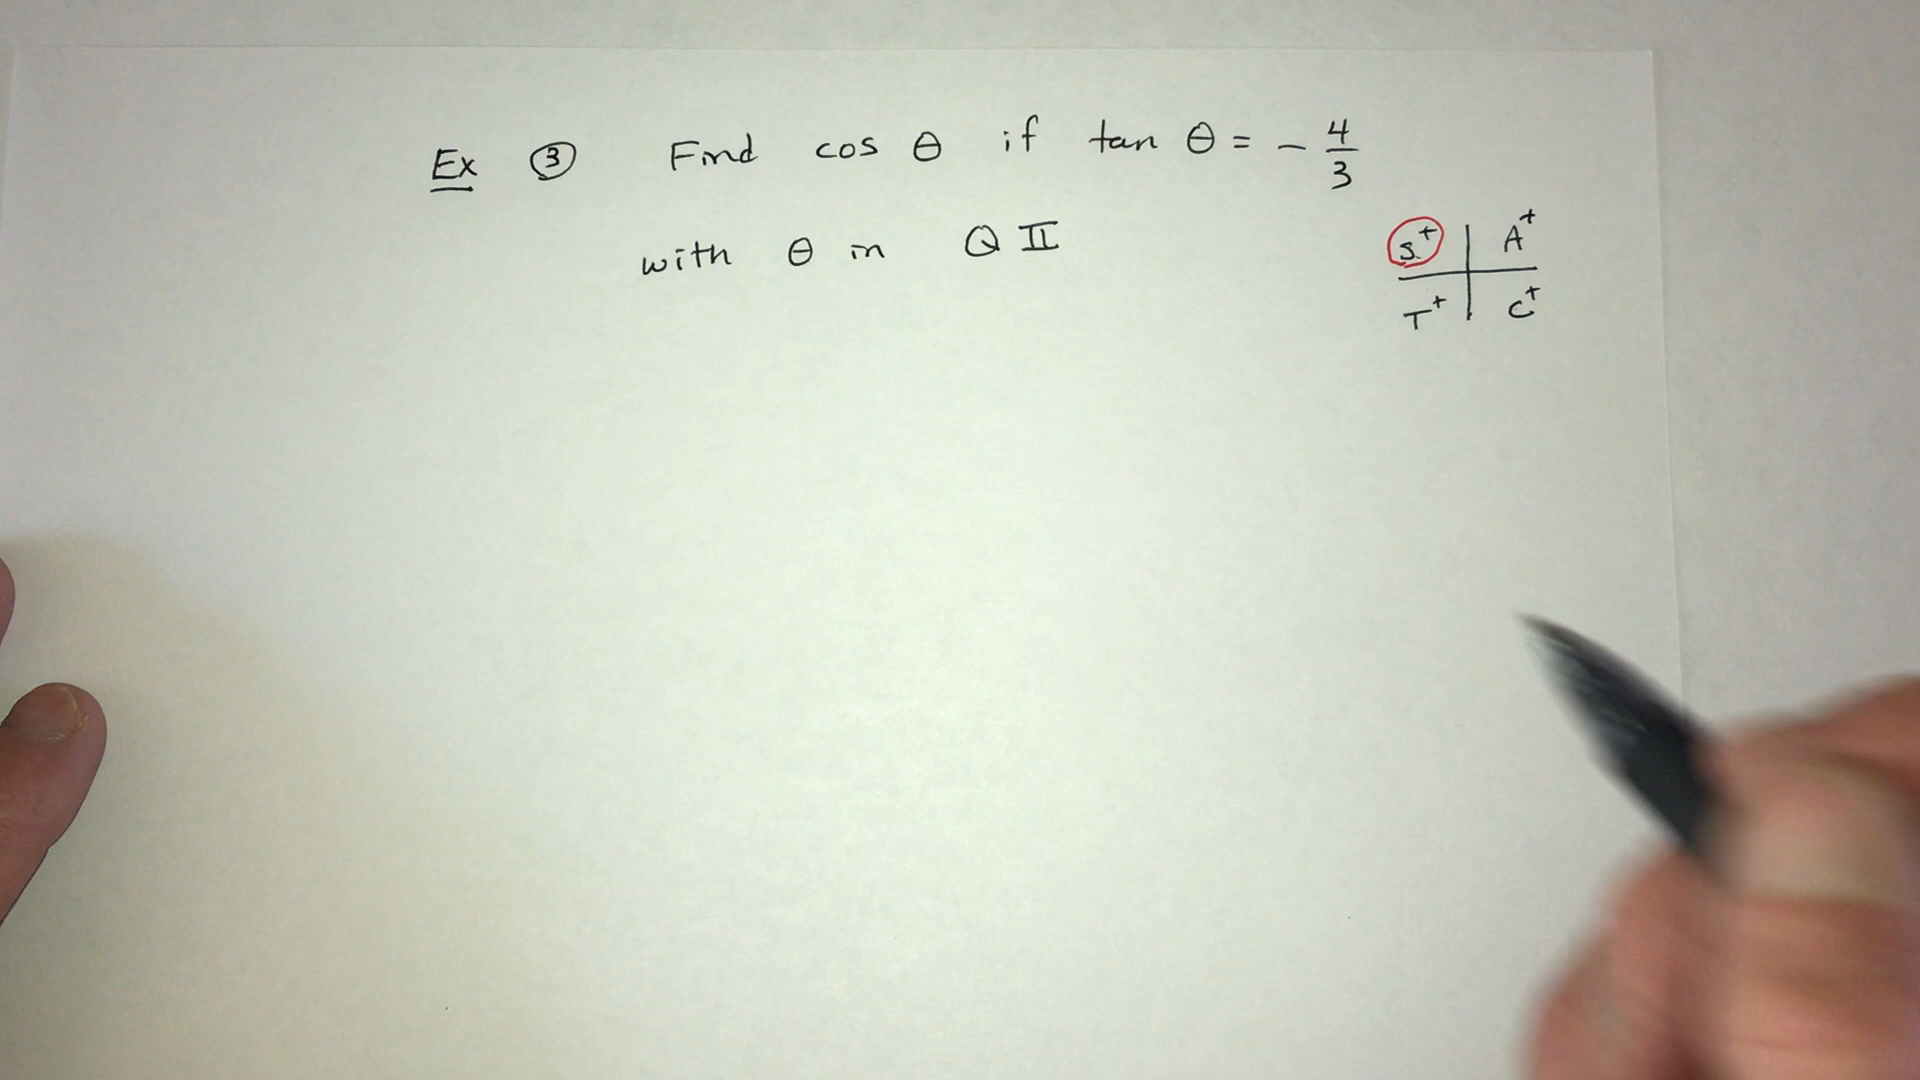 Ex ③ Find cos θ if tan θ = - 4/3
with θ in Q II
S⁺ A⁺
T⁺ C⁺